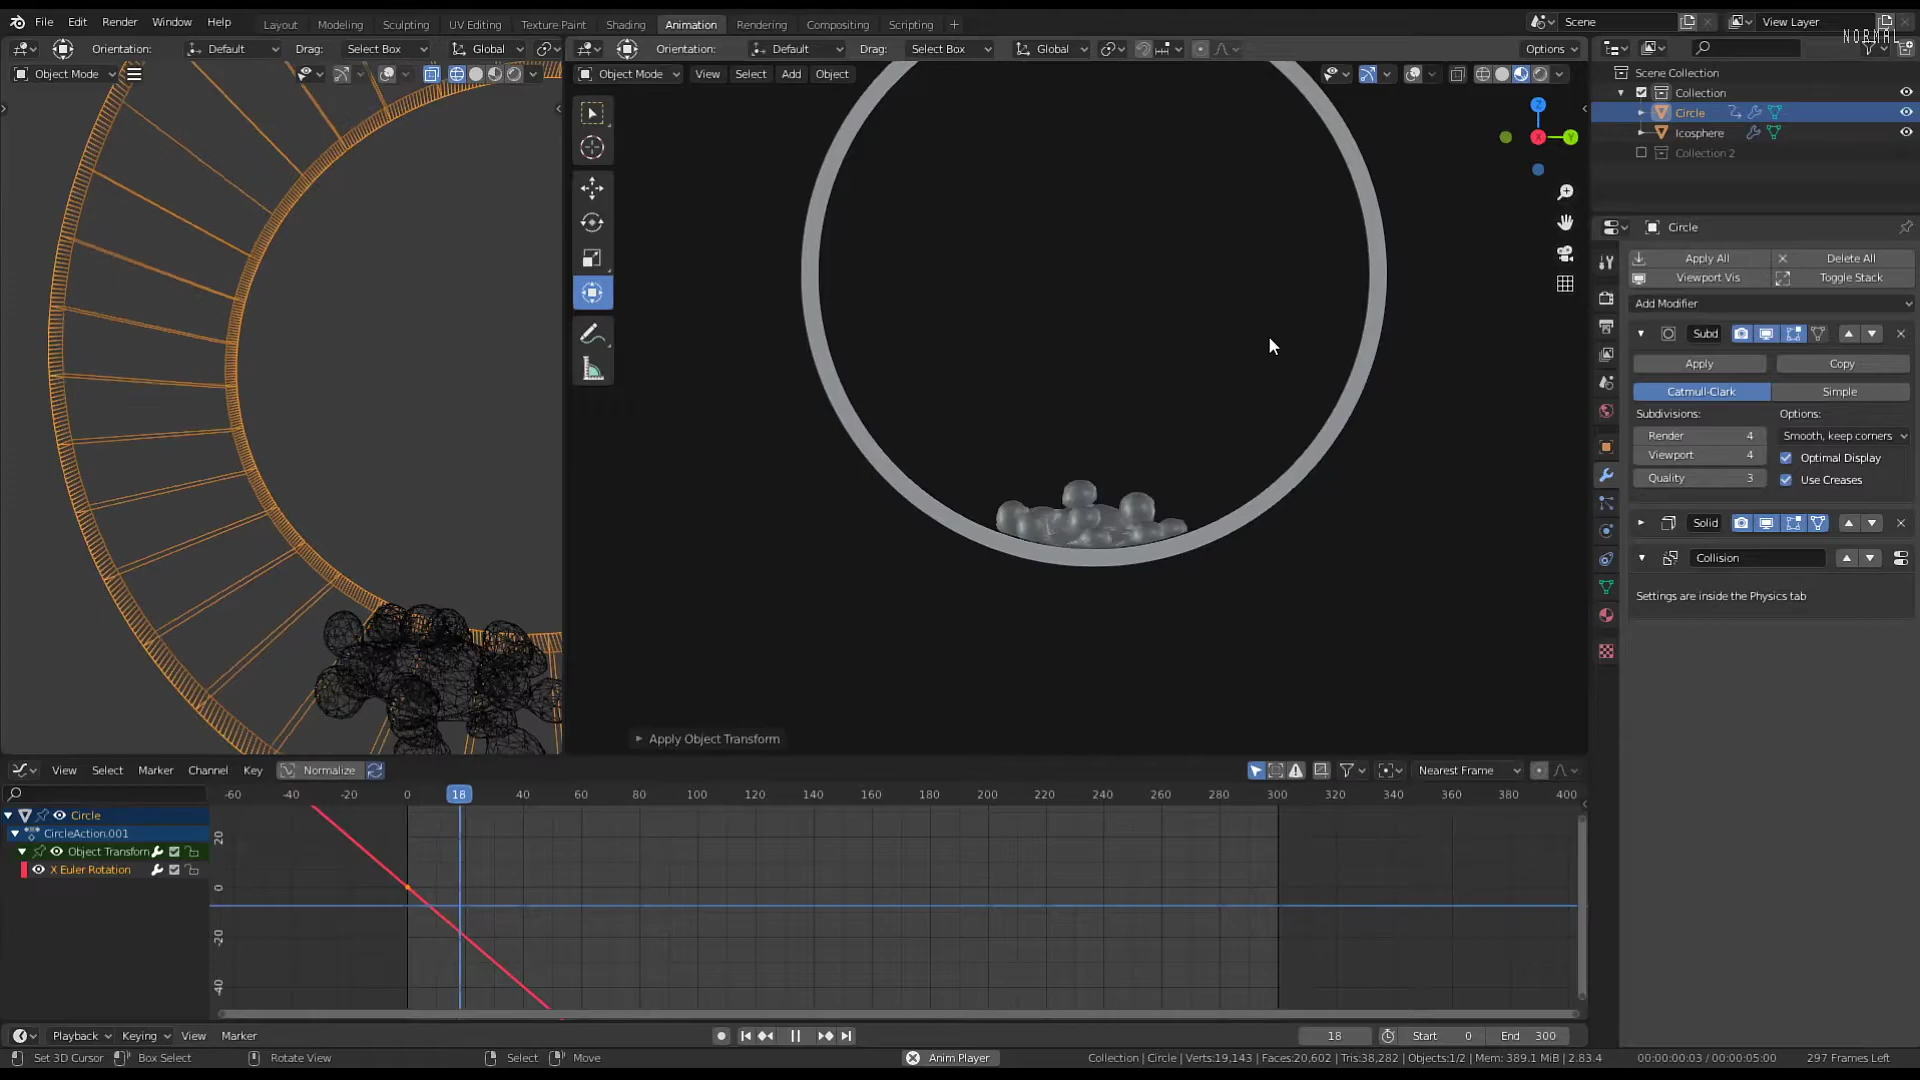 File Edit Render Window Help Layout Modeling Sculpting UV Editing Texture Paint Shading Animation Rendering Compositing Scripting + Scene View Layer
NORMAL
Orientation: Default Drag: Select Box Global Orientation: Default Drag: Select Box Global Options
Object Mode Object Mode View Select Add Object
Scene Collection
Collection
Circle
Icosphere
Collection 2
Z
X
Y
Circle
Apply All Delete All
Viewport Vis Toggle Stack
Add Modifier
Subd
Apply Copy
Catmull-Clark Simple
Subdivisions: Options:
Render 4 Smooth, keep corners
Viewport 4 Optimal Display
Quality 3 Use Creases
Solid
Collision
Settings are inside the Physics tab
Apply Object Transform
View Select Marker Channel Key Normalize Nearest Frame
-60 -40 -20 0 18 40 60 80 100 120 140 160 180 200 220 240 260 280 300 320 340 360 380 400
Circle
CircleAction.001
Object Transform
X Euler Rotation
20
0
-20
-40
Playback Keying View Marker 18 Start 0 End 300
Set 3D Cursor Box Select Rotate View Select Move Anim Player Collection | Circle | Verts:19,143 | Faces:20,602 | Tris:38,282 | Objects:1/2 | Mem: 389.1 MiB | 2.83.4 00:00:00:03 / 00:00:05:00 297 Frames Left